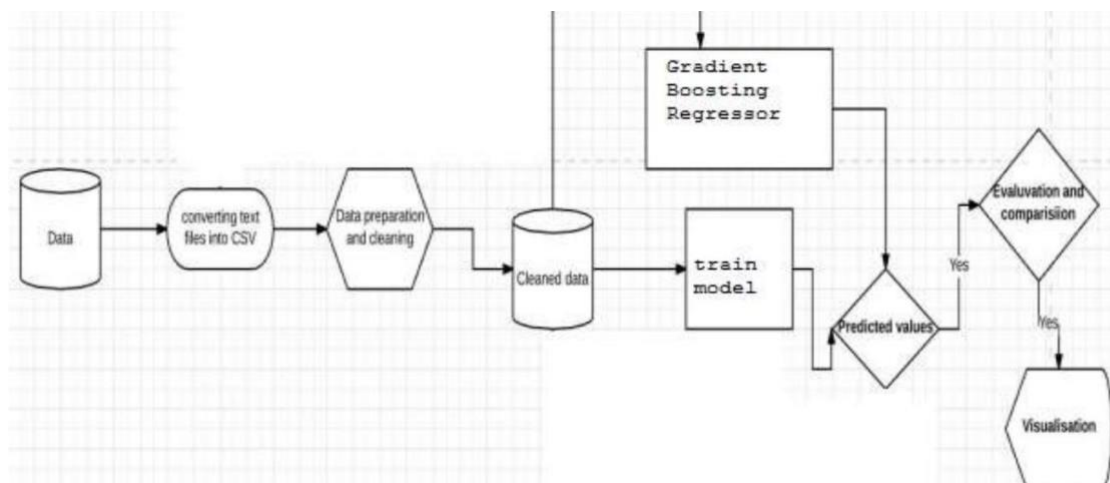 Gradient
Boosting
Regressor
Data
converting text
files into CSV
Data preparation
and cleaning
Cleaned data
train
model
Predicted values
Yes
Evaluvation and
comparisiion
Yes
Visualisation